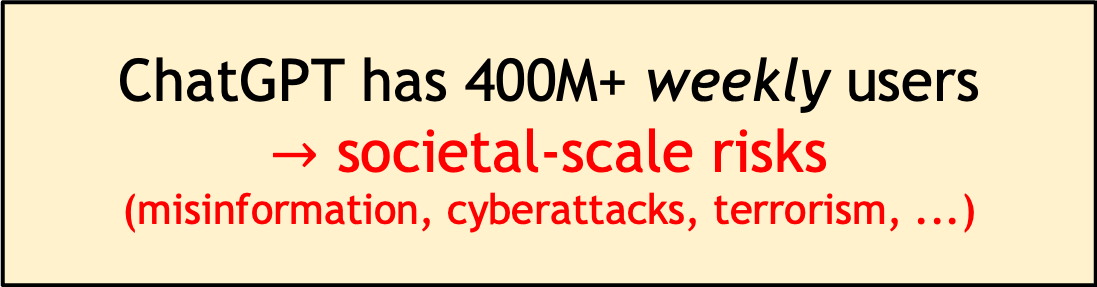 ChatGPT has 400M+ weekly users
→ societal-scale risks
(misinformation, cyberattacks, terrorism, ...)